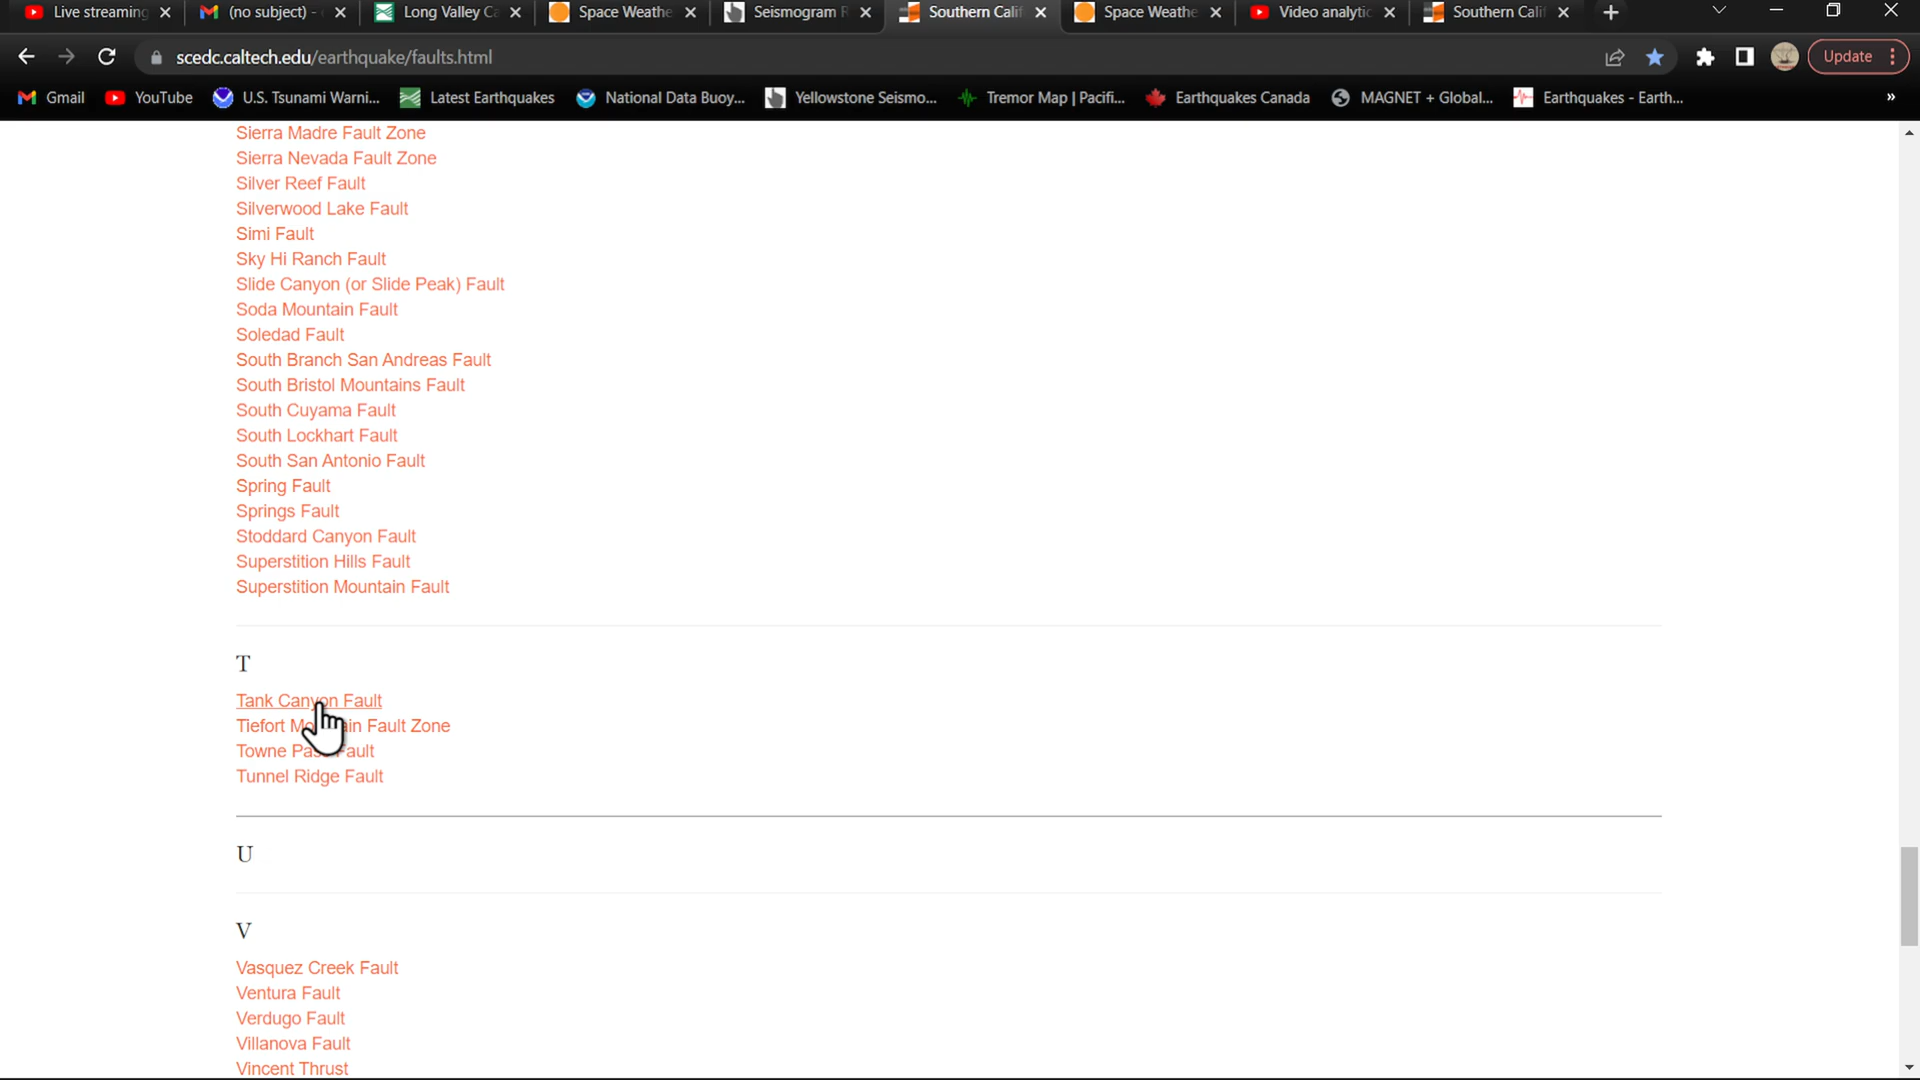 Live streaming
(no subject) -
Long Valley Ca
Space Weathe
Seismogram
Southern Calif
Space Weathe
Video analytic
Southern Calif
scedc.caltech.edu/earthquake/faults.html
Update
Gmail
YouTube
U.S. Tsunami Warni...
Latest Earthquakes
National Data Buoy...
Yellowstone Seismo...
Tremor Map | Pacifi...
Earthquakes Canada
MAGNET + Global...
Earthquakes - Earth...
»
Sierra Madre Fault Zone
Sierra Nevada Fault Zone
Silver Reef Fault
Silverwood Lake Fault
Simi Fault
Sky Hi Ranch Fault
Slide Canyon (or Slide Peak) Fault
Soda Mountain Fault
Soledad Fault
South Branch San Andreas Fault
South Bristol Mountains Fault
South Cuyama Fault
South Lockhart Fault
South San Antonio Fault
Spring Fault
Springs Fault
Stoddard Canyon Fault
Superstition Hills Fault
Superstition Mountain Fault
T
Tank Canyon Fault
Tiefort Mountain Fault Zone
Towne Pass Fault
Tunnel Ridge Fault
U
V
Vasquez Creek Fault
Ventura Fault
Verdugo Fault
Villanova Fault
Vincent Thrust